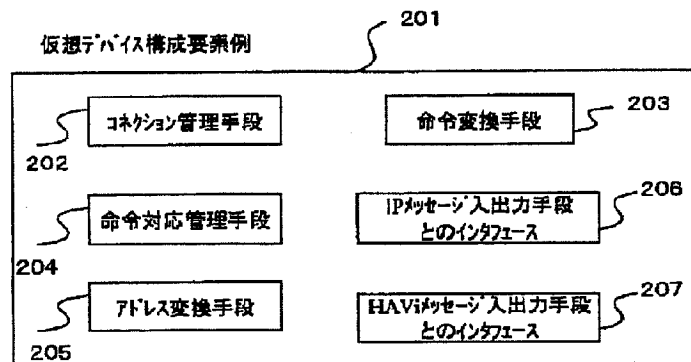 201
仮想デバイス構成要素例
コネクション管理手段
命令変換手段
203
202
命令対応管理手段
IPメッセージ入出力手段
とのインタフェース
206
204
アドレス変換手段
HAViメッセージ入出力手段
とのインタフェース
207
205